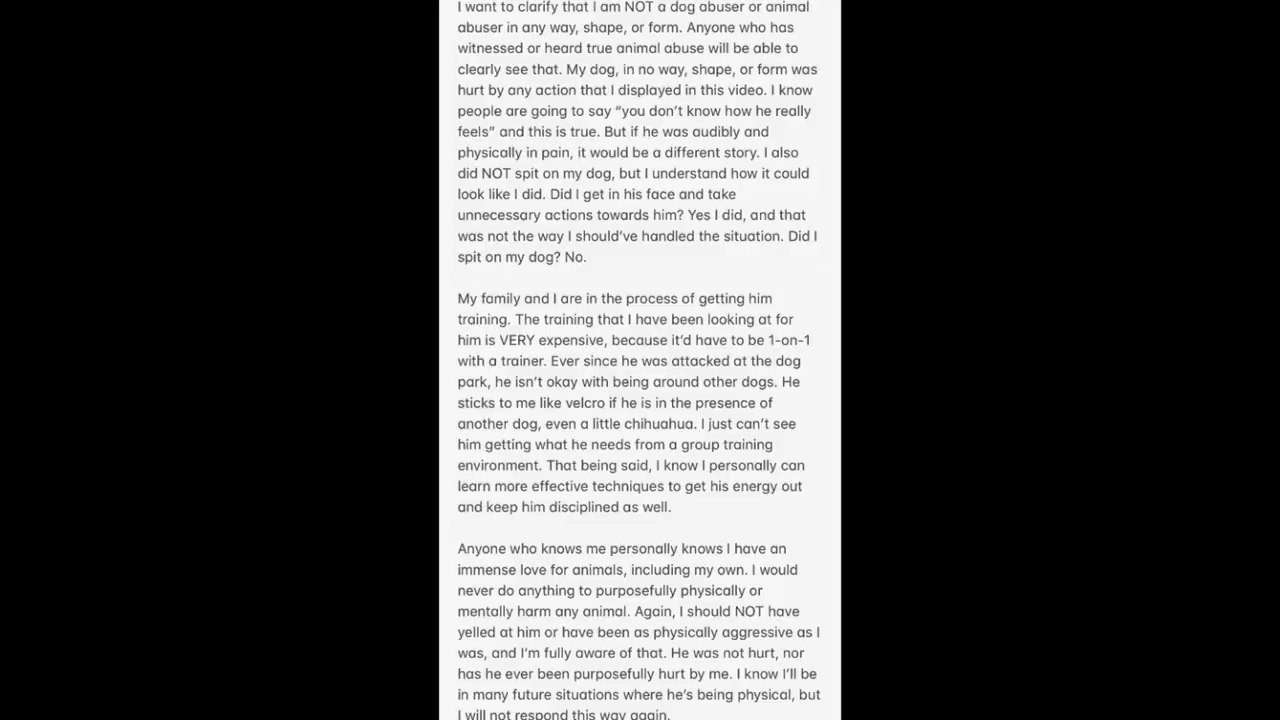 I want to clarify that I am NOT a dog abuser or animal
abuser in any way, shape, or form. Anyone who has
witnessed or heard true animal abuse will be able to
clearly see that. My dog, in no way, shape, or form was
hurt by any action that I displayed in this video. I know
people are going to say “you don’t know how he really
feels” and this is true. But if he was audibly and
physically in pain, it would be a different story. I also
did NOT spit on my dog, but I understand how it could
look like I did. Did I get in his face and take
unnecessary actions towards him? Yes I did, and that
was not the way I should’ve handled the situation. Did I
spit on my dog? No.

My family and I are in the process of getting him
training. The training that I have been looking at for
him is VERY expensive, because it’d have to be 1-on-1
with a trainer. Ever since he was attacked at the dog
park, he isn’t okay with being around other dogs. He
sticks to me like velcro if he is in the presence of
another dog, even a little chihuahua. I just can’t see
him getting what he needs from a group training
environment. That being said, I know I personally can
learn more effective techniques to get his energy out
and keep him disciplined as well.

Anyone who knows me personally knows I have an
immense love for animals, including my own. I would
never do anything to purposefully physically or
mentally harm any animal. Again, I should NOT have
yelled at him or have been as physically aggressive as I
was, and I’m fully aware of that. He was not hurt, nor
has he ever been purposefully hurt by me. I know I’ll be
in many future situations where he’s being physical, but
I will not respond this way again.